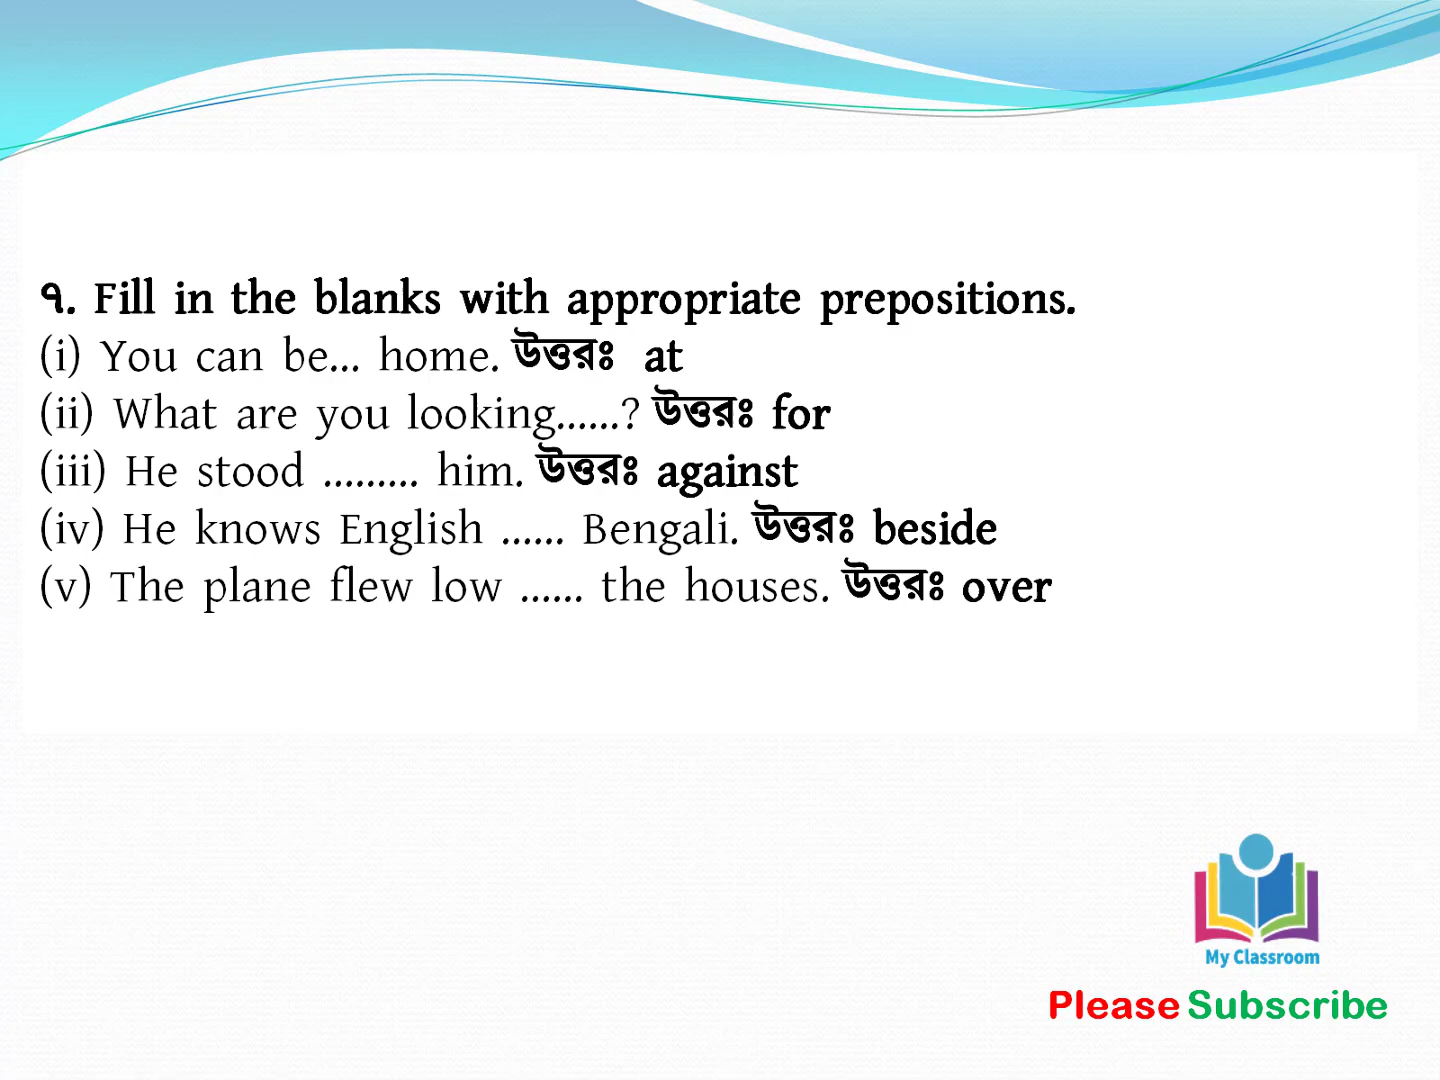 ৭. Fill in the blanks with appropriate prepositions.
(i) You can be... home. উত্তরঃ at
(ii) What are you looking......? উত্তরঃ for
(iii) He stood ......... him. উত্তরঃ against
(iv) He knows English ...... Bengali. উত্তরঃ beside
(v) The plane flew low ...... the houses. উত্তরঃ over
My Classroom
Please Subscribe